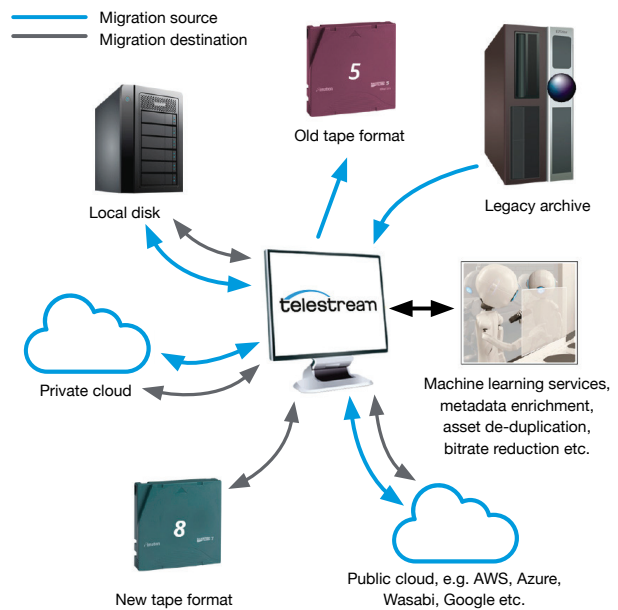 Migration source
Migration destination
5
Old tape format
Legacy archive
Local disk
telestream
Private cloud
Machine learning services,
metadata enrichment,
asset de-duplication,
bitrate reduction etc.
8
New tape format
Public cloud, e.g. AWS, Azure,
Wasabi, Google etc.